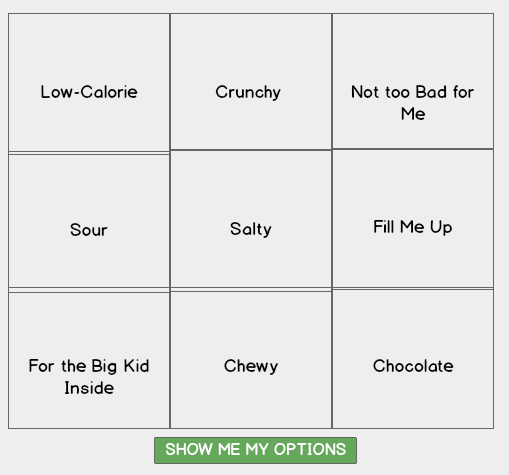 Low-Calorie
Crunchy
Not too Bad for
Me
Sour
Salty
Fill Me Up
For the Big Kid
Inside
Chewy
Chocolate
SHOW ME MY OPTIONS